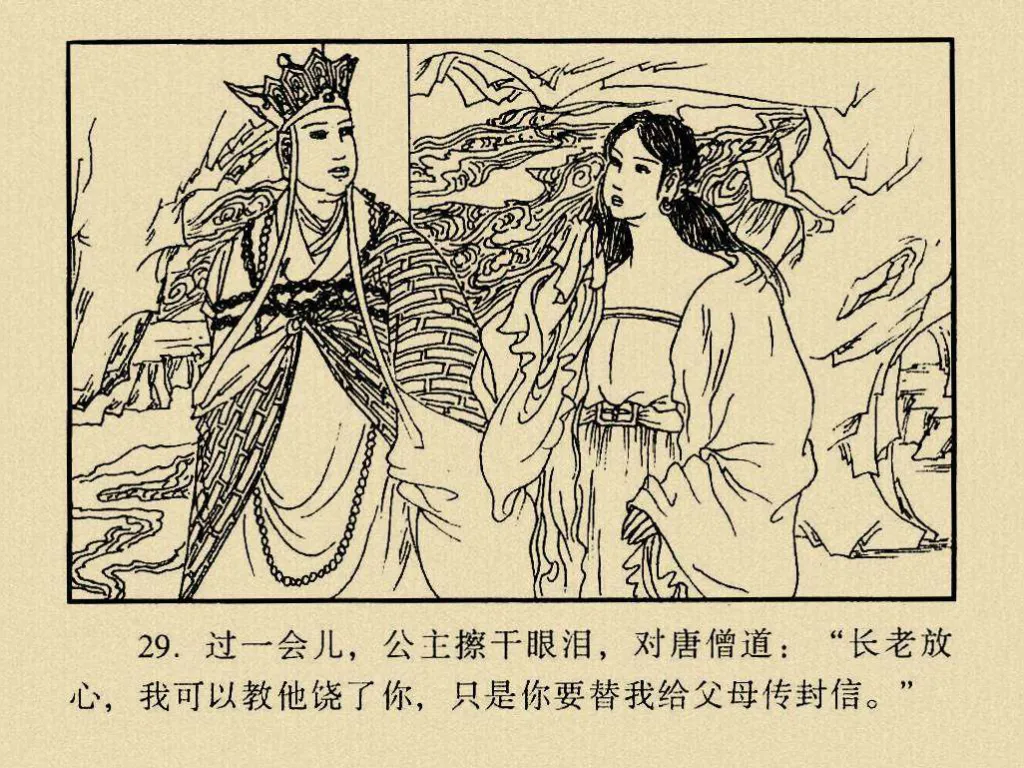 29. 过一会儿，公主擦干眼泪，对唐僧道：“长老放
心，我可以教他饶了你，只是你要替我给父母传封信。”